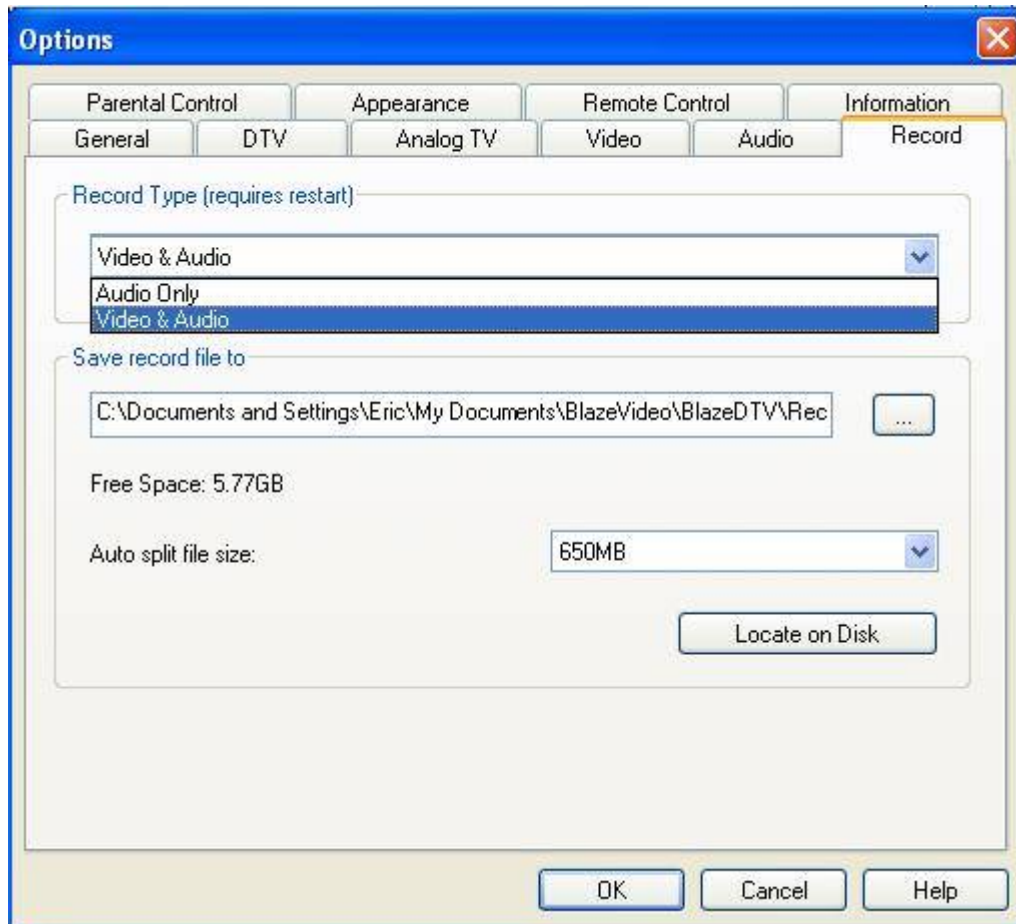 Options
Parental Control Appearance Remote Control Information
General DTV Analog TV Video Audio Record
Record Type (requires restart)
Video & Audio
Audio Only
Video & Audio
Save record file to
C:\Documents and Settings\Eric\My Documents\BlazeVideo\BlazeDTV\Rec
...
Free Space: 5.77GB
Auto split file size: 650MB
Locate on Disk
OK Cancel Help